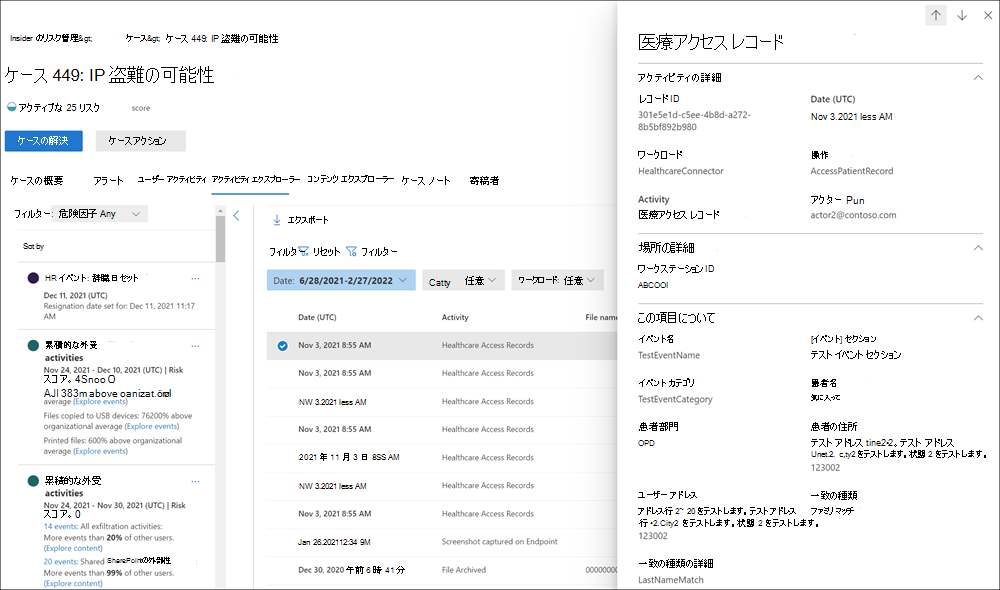 Insider のリスク管理&gt;
ケース&gt; ケース 449: IP 盗難の可能性
ケース 449: IP 盗難の可能性
アクティブな 25 リスク score
ケースの解決
ケースアクション
ケースの概要 アラート ユーザー アクティビティ アクティビティ エクスプローラー コンテンツ エクスプローラー ケース ノート 寄稿者
フィルター: 危険因子 Any
Sot by
HR イベント: 辞職日セット
Dec 11, 2021 (UTC)
Resignation date set for: Dec 11, 2021 11:17
AM
累積的な外受
activities
Nov 24, 2021 - Dec 10, 2021 (UTC) | Risk
スコア。4Snoo O
AJI 383m above oanizat.
average (Explore events)
Files copied to USB devices: 76200% above
organizational average (Explore events)
Printed files: 600% above organizational
average (Explore events)
累積的な外受
activities
Nov 24, 2021 - Nov 30, 2021 (UTC) | Risk
スコア。0
14 events: All exfiltration activities:
More events than 20% of other users.
(Explore content)
20 events: Shared SharePointの外部性
More events than 99% of other users.
(Explore content)
エクスポート
フィルター リセット フィルター
Date: 6/28/2021-2/27/2022
Catty 任意
ワークロード: 任意
Date (UTC) Activity File name
Nov 3, 2021 8:55 AM Healthcare Access Records
Nov 3, 2021 8:55 AM Healthcare Access Records
NW 3.2021 less AM Healthcare Access Records
Nov 3, 2021 8:55 AM Healthcare Access Records
2021 年 11 月 3 日 8SS AM Healthcare Access Records
NW 3.2021 less AM Healthcare Access Records
Nov 3, 2021 8:55 AM Healthcare Access Records
Jan 26.202112:34 9M Screenshot captured on Endpoint
Dec 30, 2020 午前 6 時 41 分 File Archived 0000000
医療アクセス レコード
アクティビティの詳細
レコード ID
301e5e1d-c5ee-4b8d-a272-
8b5bf892b980
Date (UTC)
Nov 3.2021 less AM
ワークロード
HealthcareConnector
操作
AccessPatientRecord
Activity
医療アクセス レコード
アクター Pun
actor2@contoso.com
場所の詳細
ワークステーション ID
ABCOOI
この項目について
イベント名
TestEventName
[イベント] セクション
テスト イベント セクション
イベント カテゴリ
TestEventCategory
患者名
気に入って
患者部門
OPD
患者の住所
テスト アドレス tine2•2。テスト アドレス
Unet.2. c,ty2 をテストします。状態 2 をテストします。
123002
ユーザー アドレス
アドレス行 2~ 20 をテストします。テスト アドレス
行 •2.City2 をテストします。状態 2 をテストします。
123002
一致の種類
ファミリ マッチ
一致の種類の詳細
LastNameMatch